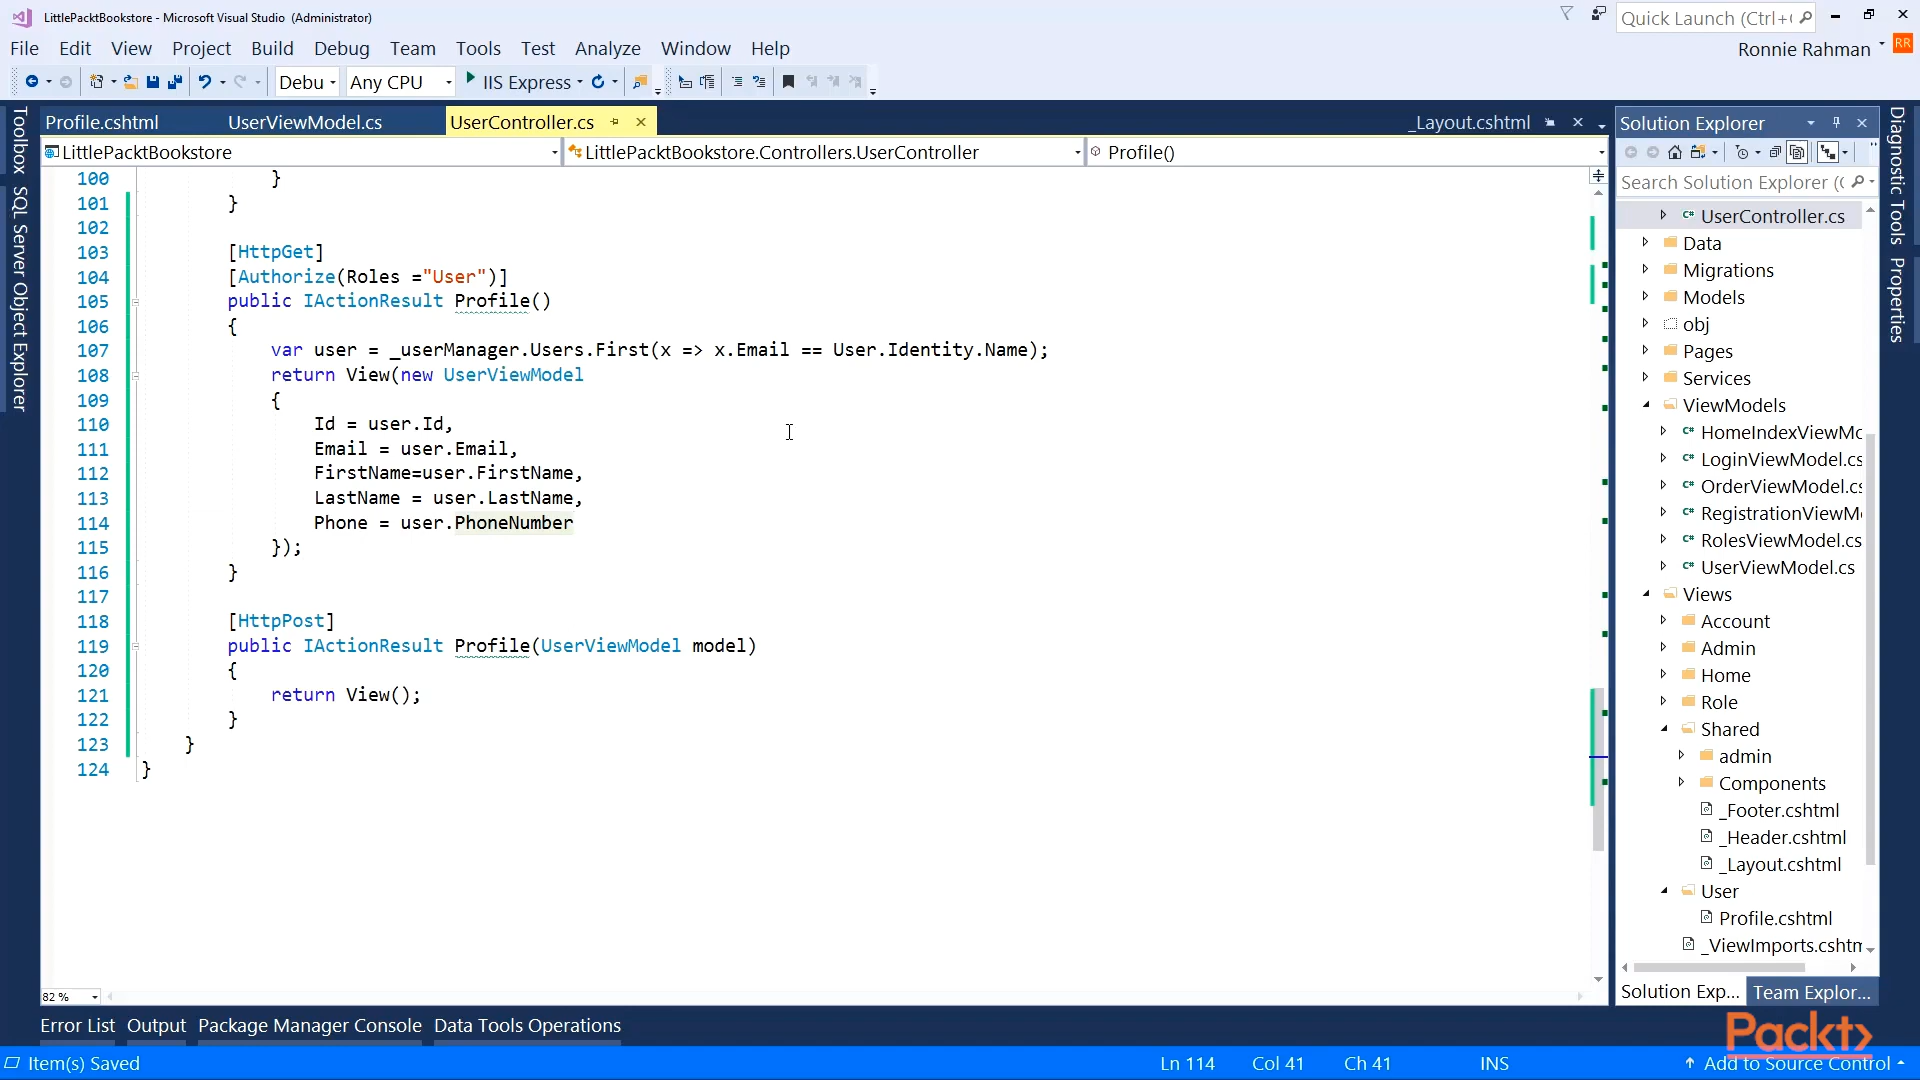 LittlePacktBookstore - Microsoft Visual Studio (Administrator)
Quick Launch (Ctrl+
File Edit View Project Build Debug Team Tools Test Analyze Window Help
Ronnie Rahman RR
Debu Any CPU IIS Express
Profile.cshtml UserViewModel.cs UserController.cs _Layout.cshtml
LittlePacktBookstore LittlePacktBookstore.Controllers.UserController Profile()
Toolbox
SQL Server Object Explorer
100 }
101 }
102
103 [HttpGet]
104 [Authorize(Roles ="User")]
105 public IActionResult Profile()
106 {
107 var user = _userManager.Users.First(x => x.Email == User.Identity.Name);
108 return View(new UserViewModel
109 {
110 Id = user.Id,
111 Email = user.Email,
112 FirstName=user.FirstName,
113 LastName = user.LastName,
114 Phone = user.PhoneNumber
115 });
116 }
117
118 [HttpPost]
119 public IActionResult Profile(UserViewModel model)
120 {
121 return View();
122 }
123 }
124 }
82 %
Solution Explorer
Search Solution Explorer (
C# UserController.cs
Data
Migrations
Models
obj
Pages
Services
ViewModels
C# HomeIndexViewMo
C# LoginViewModel.cs
C# OrderViewModel.cs
C# RegistrationViewM
C# RolesViewModel.cs
C# UserViewModel.cs
Views
Account
Admin
Home
Role
Shared
admin
Components
_Footer.cshtml
_Header.cshtml
_Layout.cshtml
User
Profile.cshtml
_ViewImports.cshtm
Solution Exp... Team Explor...
Diagnostic Tools
Properties
Error List Output Package Manager Console Data Tools Operations
Packt>
Item(s) Saved Ln 114 Col 41 Ch 41 INS Add to Source Control